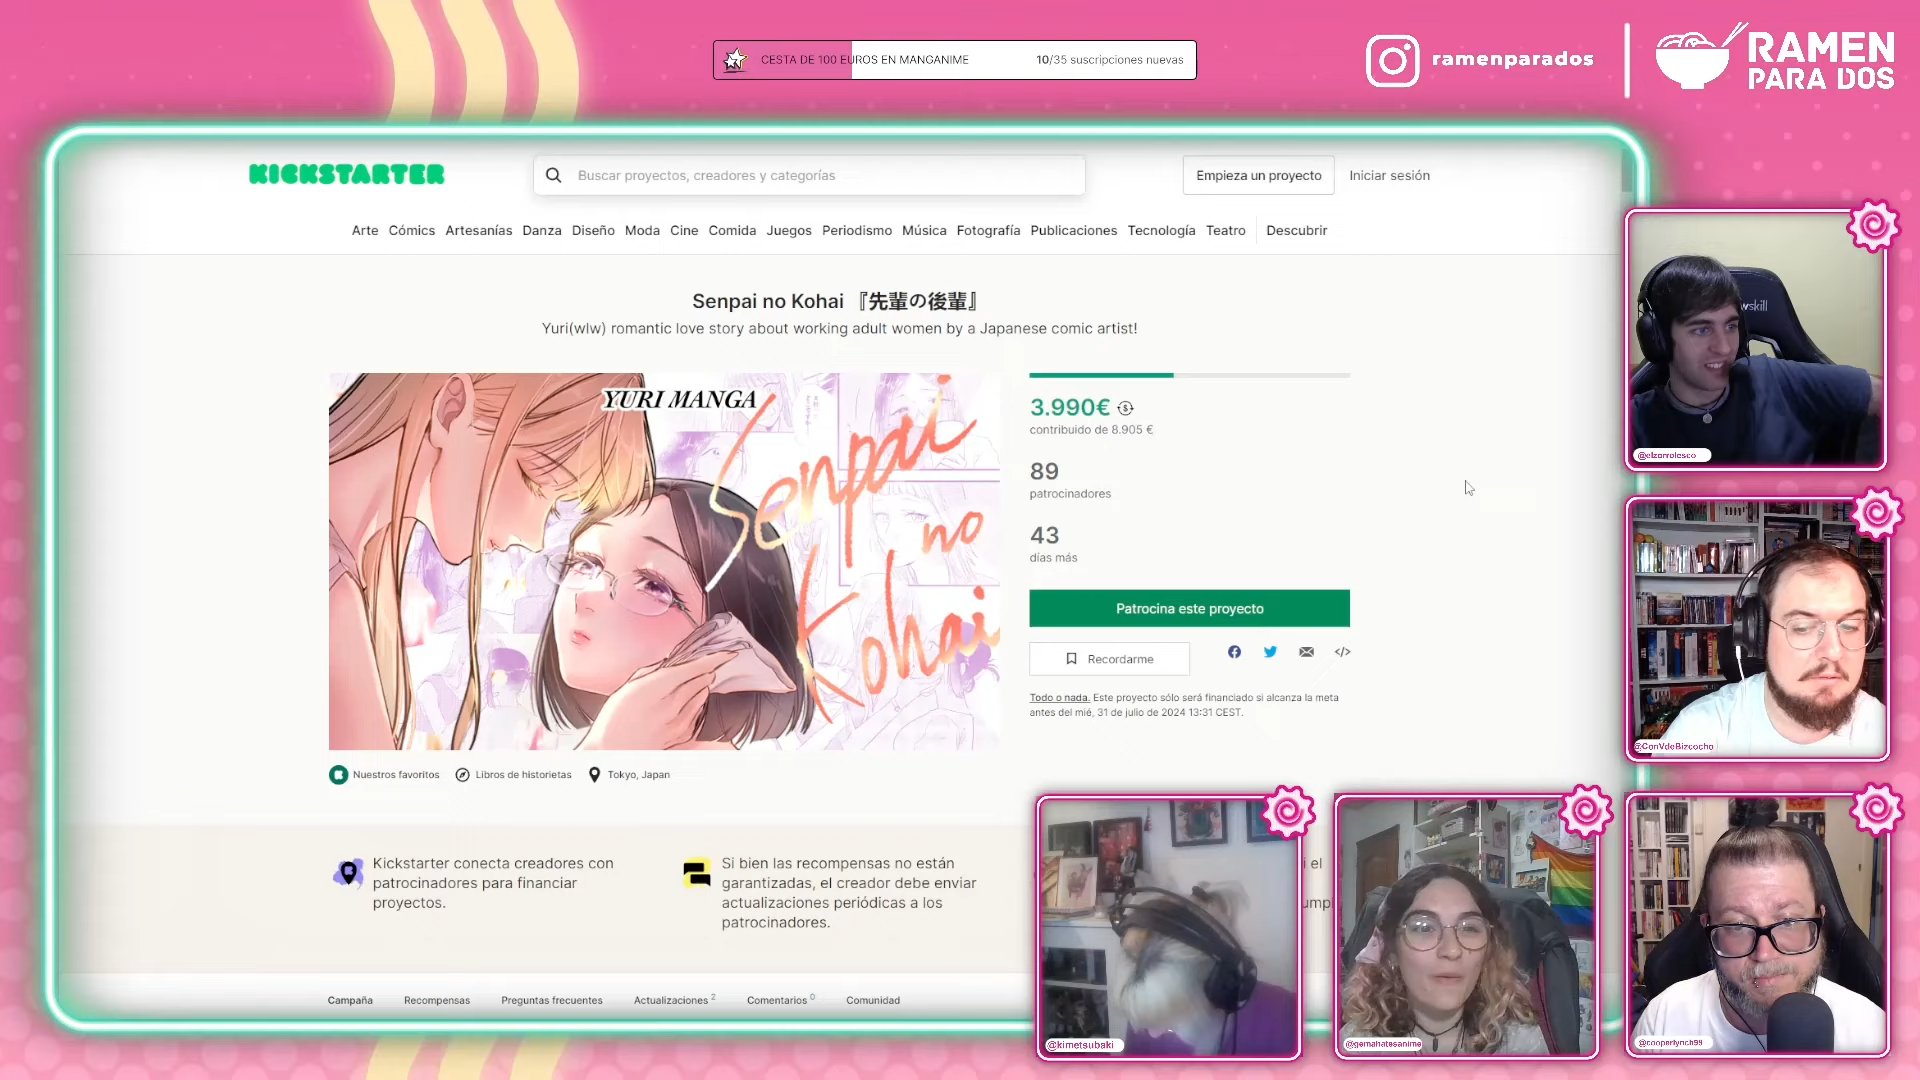 CESTA DE 100 EUROS EN MANGANIME
10/35 suscripciones nuevas
ramenparados
RAMEN
PARA DOS
KICKSTARTER
Buscar proyectos, creadores y categorías
Empieza un proyecto
Iniciar sesión
Arte Cómics Artesanías Danza Diseño Moda Cine Comida Juegos Periodismo Música Fotografía Publicaciones Tecnología Teatro Descubrir
Senpai no Kohai 『先輩の後輩』
Yuri(wlw) romantic love story about working adult women by a Japanese comic artist!
YURI MANGA
Senpai
no
Kohai
3.990€
contribuido de 8.905 €
89
patrocinadores
43
días más
Patrocina este proyecto
Recordarme
Todo o nada. Este proyecto sólo será financiado si alcanza la meta
antes del mié, 31 de julio de 2024 13:31 CEST.
Nuestros favoritos
Libros de historietas
Tokyo, Japan
Kickstarter conecta creadores con
patrocinadores para financiar
proyectos.
Si bien las recompensas no están
garantizadas, el creador debe enviar
actualizaciones periódicas a los
patrocinadores.
el
Campaña
Recompensas
Preguntas frecuentes
Actualizaciones 2
Comentarios 0
Comunidad
wskill
@elzorrolesco
@ConVdeBizcocho
@kimetsubaki
@gemahatesanime
@cooperlynch99